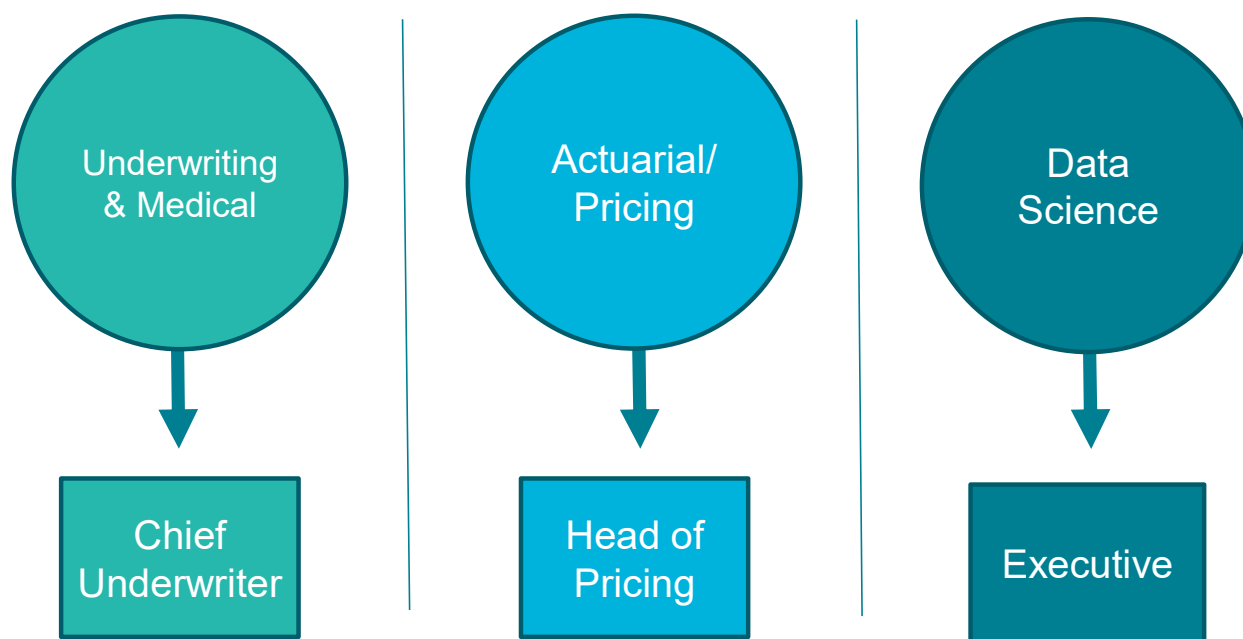 Underwriting
& Medical
Actuarial/
Pricing
Data
Science
Chief
Underwriter
Head of
Pricing
Executive